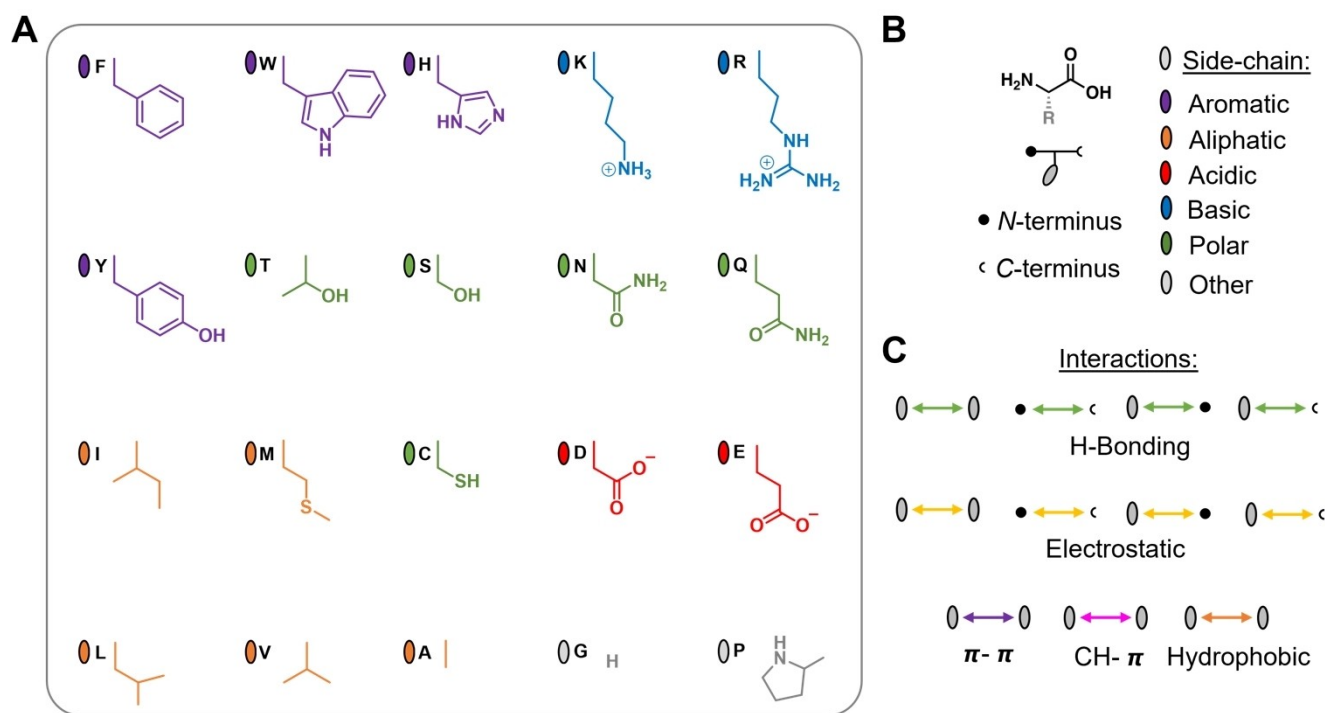 A
F
W
H
K
R
N
H
HN
N
⊕
NH₃
NH
⊕
H₂N
NH₂
Y
T
S
N
Q
OH
OH
OH
NH₂
O
O
NH₂
I
M
C
D
E
S
SH
O⁻
O
O
O⁻
L
V
A
G
P
H
H
N
B
H₂N
O
OH
R
N-terminus
C-terminus
Side-chain:
Aromatic
Aliphatic
Acidic
Basic
Polar
Other
C
Interactions:
H-Bonding
Electrostatic
π- π
CH- π
Hydrophobic